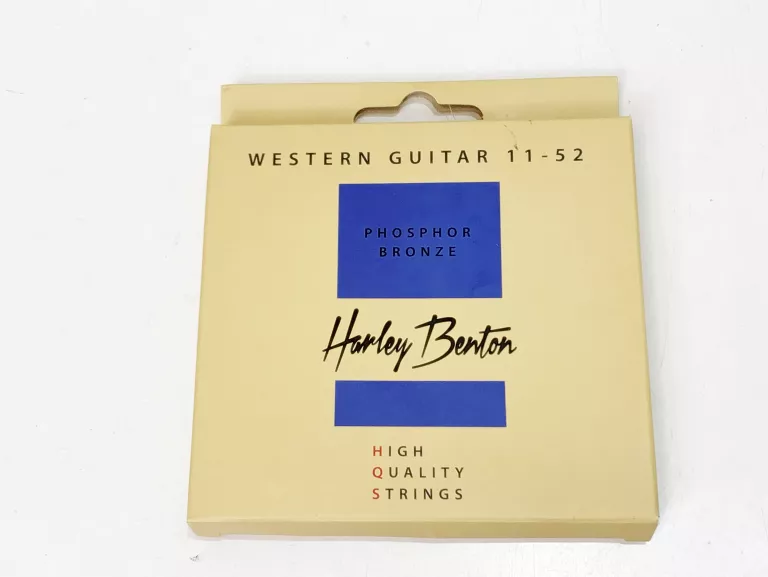 WESTERN GUITAR 11-52
PHOSPHOR
BRONZE
Harley Benton
HIGH
QUALITY
STRINGS